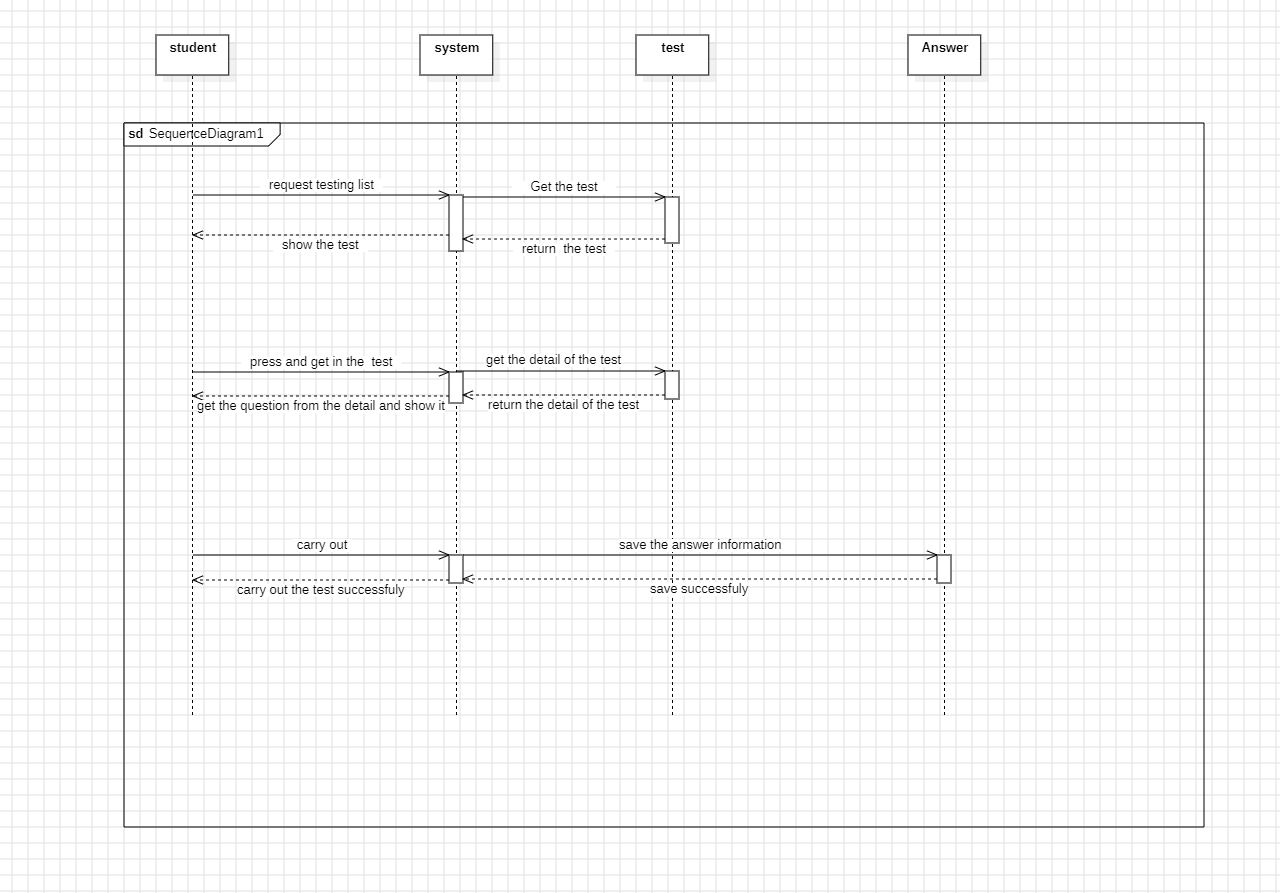 student
system
test
Answer
sd SequenceDiagram1
request testing list
Get the test
show the test
return  the test
press and get in the  test
get the detail of the test
get the question from the detail and show it
return the detail of the test
carry out
save the answer information
carry out the test successfuly
save successfuly